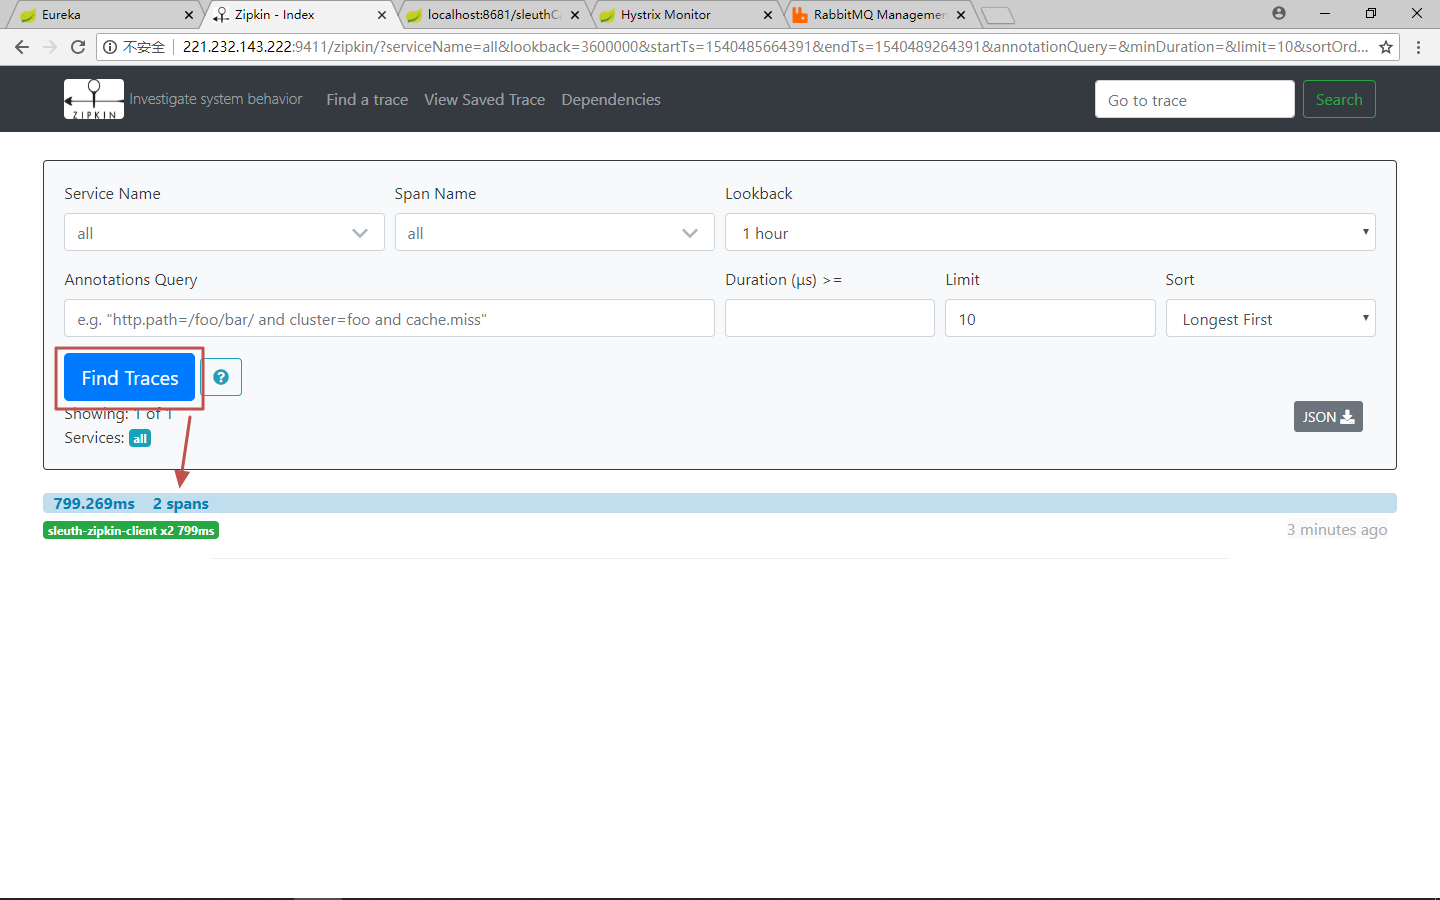 Eureka
Zipkin - Index
localhost:8681/sleuthC
Hystrix Monitor
RabbitMQ Managemen
不安全 221.232.143.222:9411/zipkin/?serviceName=all&lookback=3600000&startTs=1540485664391&endTs=1540489264391&annotationQuery=&minDuration=&limit=10&sortOrd...
ZIPKIN Investigate system behavior Find a trace View Saved Trace Dependencies Go to trace Search
Service Name Span Name Lookback
all all 1 hour
Annotations Query Duration (μs) >= Limit Sort
e.g. "http.path=/foo/bar/ and cluster=foo and cache.miss" 10 Longest First
Find Traces ?
Showing: 1 of 1
JSON
Services: all
799.269ms 2 spans
sleuth-zipkin-client x2 799ms 3 minutes ago